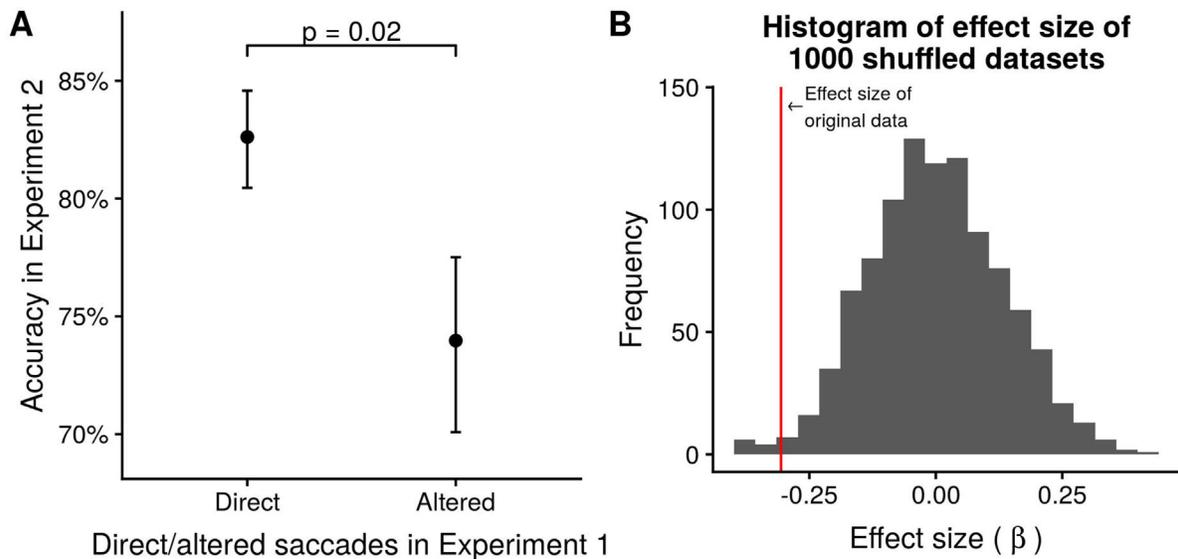 A
p = 0.02
85%
80%
75%
70%
Accuracy in Experiment 2
Direct
Altered
Direct/altered saccades in Experiment 1
B
Histogram of effect size of
1000 shuffled datasets
←Effect size of
original data
150
100
50
0
Frequency
-0.25
0.00
0.25
Effect size ( β )